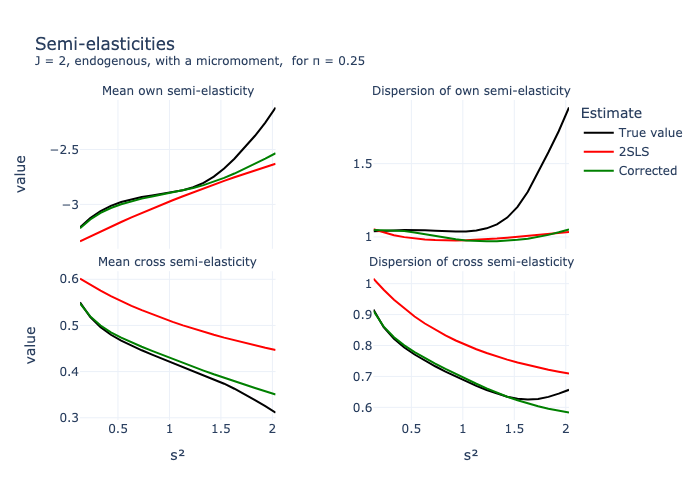 Semi-elasticities
J = 2, endogenous, with a micromoment,  for π = 0.25
Mean own semi-elasticity
Dispersion of own semi-elasticity
Estimate
True value
2SLS
Corrected
value
−2.5
−3
1.5
1
Mean cross semi-elasticity
Dispersion of cross semi-elasticity
value
0.6
0.5
0.4
0.3
1
0.9
0.8
0.7
0.6
0.5
1
1.5
2
0.5
1
1.5
2
s²
s²